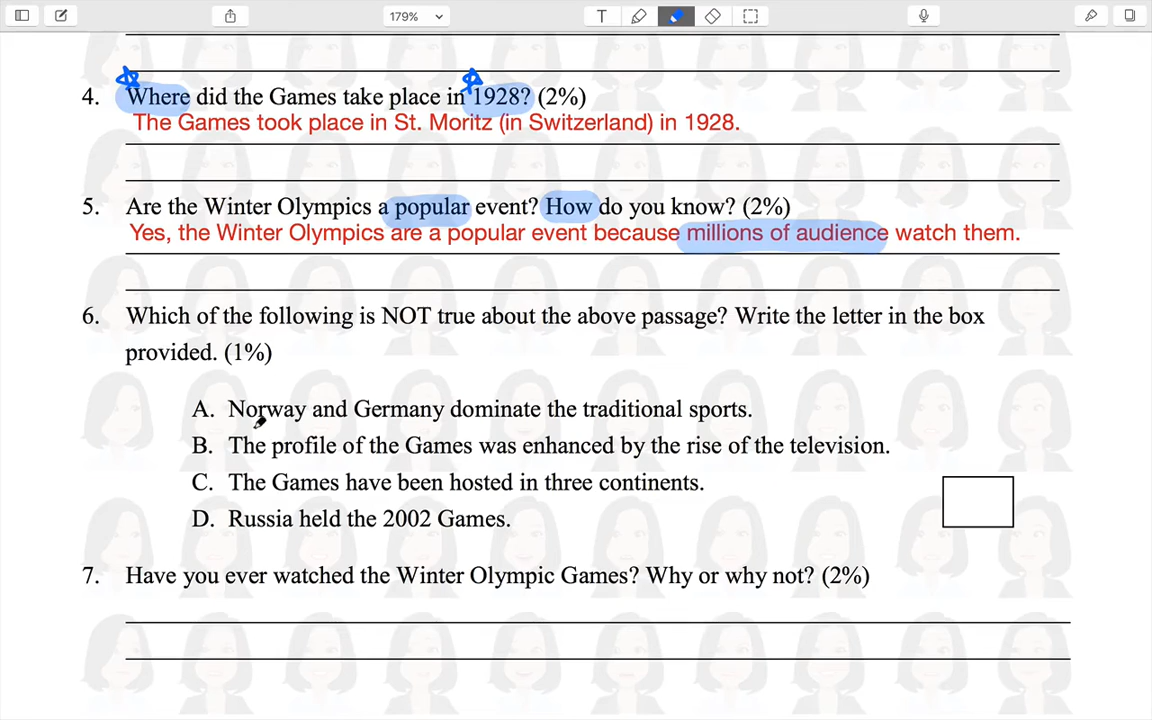 179%
T
4. Where did the Games take place in 1928? (2%)
The Games took place in St. Moritz (in Switzerland) in 1928.
5. Are the Winter Olympics a popular event? How do you know? (2%)
Yes, the Winter Olympics are a popular event because millions of audience watch them.
6. Which of the following is NOT true about the above passage? Write the letter in the box
provided. (1%)
A. Norway and Germany dominate the traditional sports.
B. The profile of the Games was enhanced by the rise of the television.
C. The Games have been hosted in three continents.
D. Russia held the 2002 Games.
7. Have you ever watched the Winter Olympic Games? Why or why not? (2%)